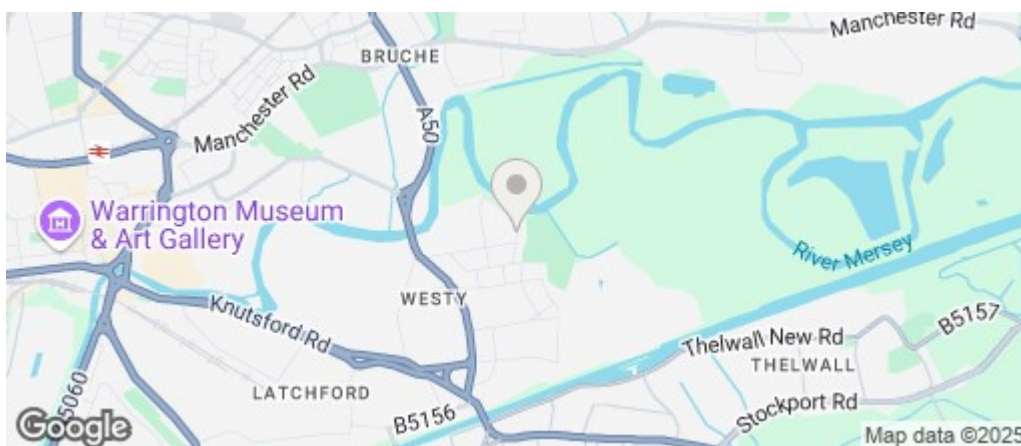 Manchester Rd
BRUCHE
A50
Manchester Rd
Warrington Museum
& Art Gallery
River Mersey
WESTY
Knutsford Rd
B5157
Thelwall New Rd
THELWALL
LATCHFORD
B5156
5060
Stockport Rd
Google
Map data ©2025